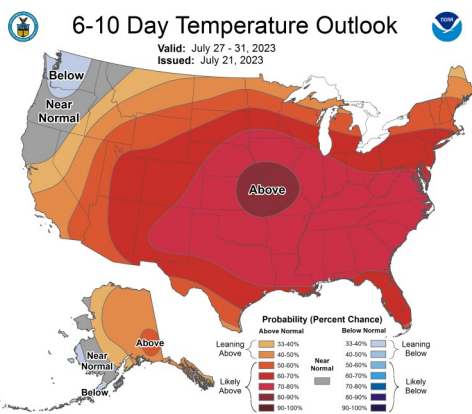 6-10 Day Temperature Outlook
Valid: July 27 - 31, 2023
Issued: July 21, 2023
noaa
Below
Near
Normal
Above
Above
Near
Normal
Below
Probability (Percent Chance)
Above Normal
Below Normal
Leaning
Above
33-40%
40-50%
Near
Normal
33-40%
40-50%
Leaning
Below
Likely
Above
50-60%
60-70%
70-80%
80-90%
90-100%
50-60%
60-70%
70-80%
80-90%
90-100%
Likely
Below